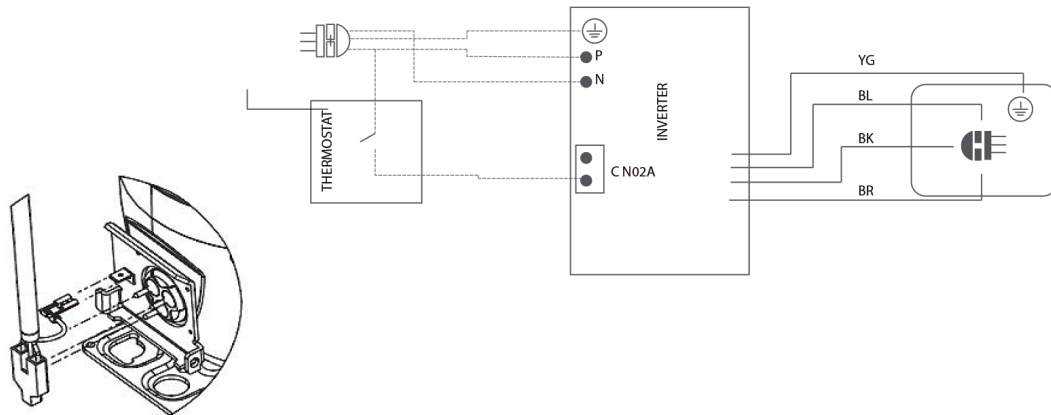 P
N
THERMOSTAT
INVERTER
C N02A
YG
BL
BK
BR